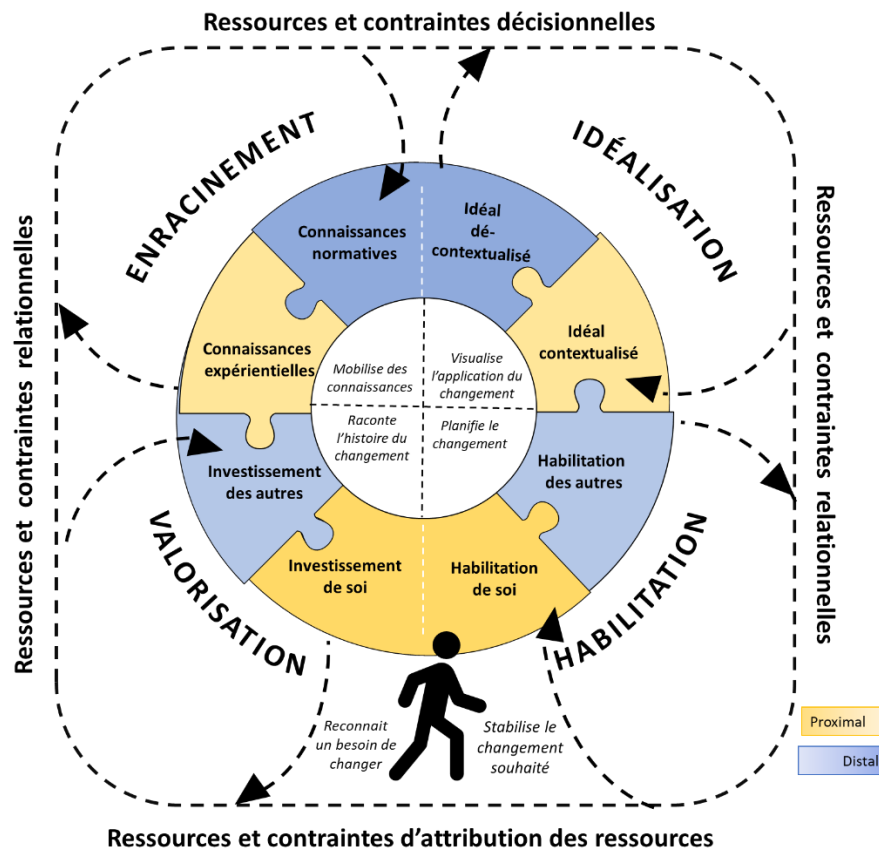 Ressources et contraintes décisionnelles
ENRACINEMENT
IDÉALISATION
Ressources et contraintes relationnelles
Ressources et contraintes relationnelles
Connaissances
normatives
Idéal
dé-
contextualisé
Connaissances
expérientielles
Idéal
contextualisé
Mobilise des
connaissances
Visualise
l'application du
changement
Raconte
l'histoire du
changement
Planifie le
changement
Investissement
des autres
Habilitation
des autres
Investissement
de soi
Habilitation
de soi
VALORISATION
HABILITATION
Reconnait
un besoin de
changer
Stabilise le
changement
souhaité
Proximal
Distal
Ressources et contraintes d'attribution des ressources